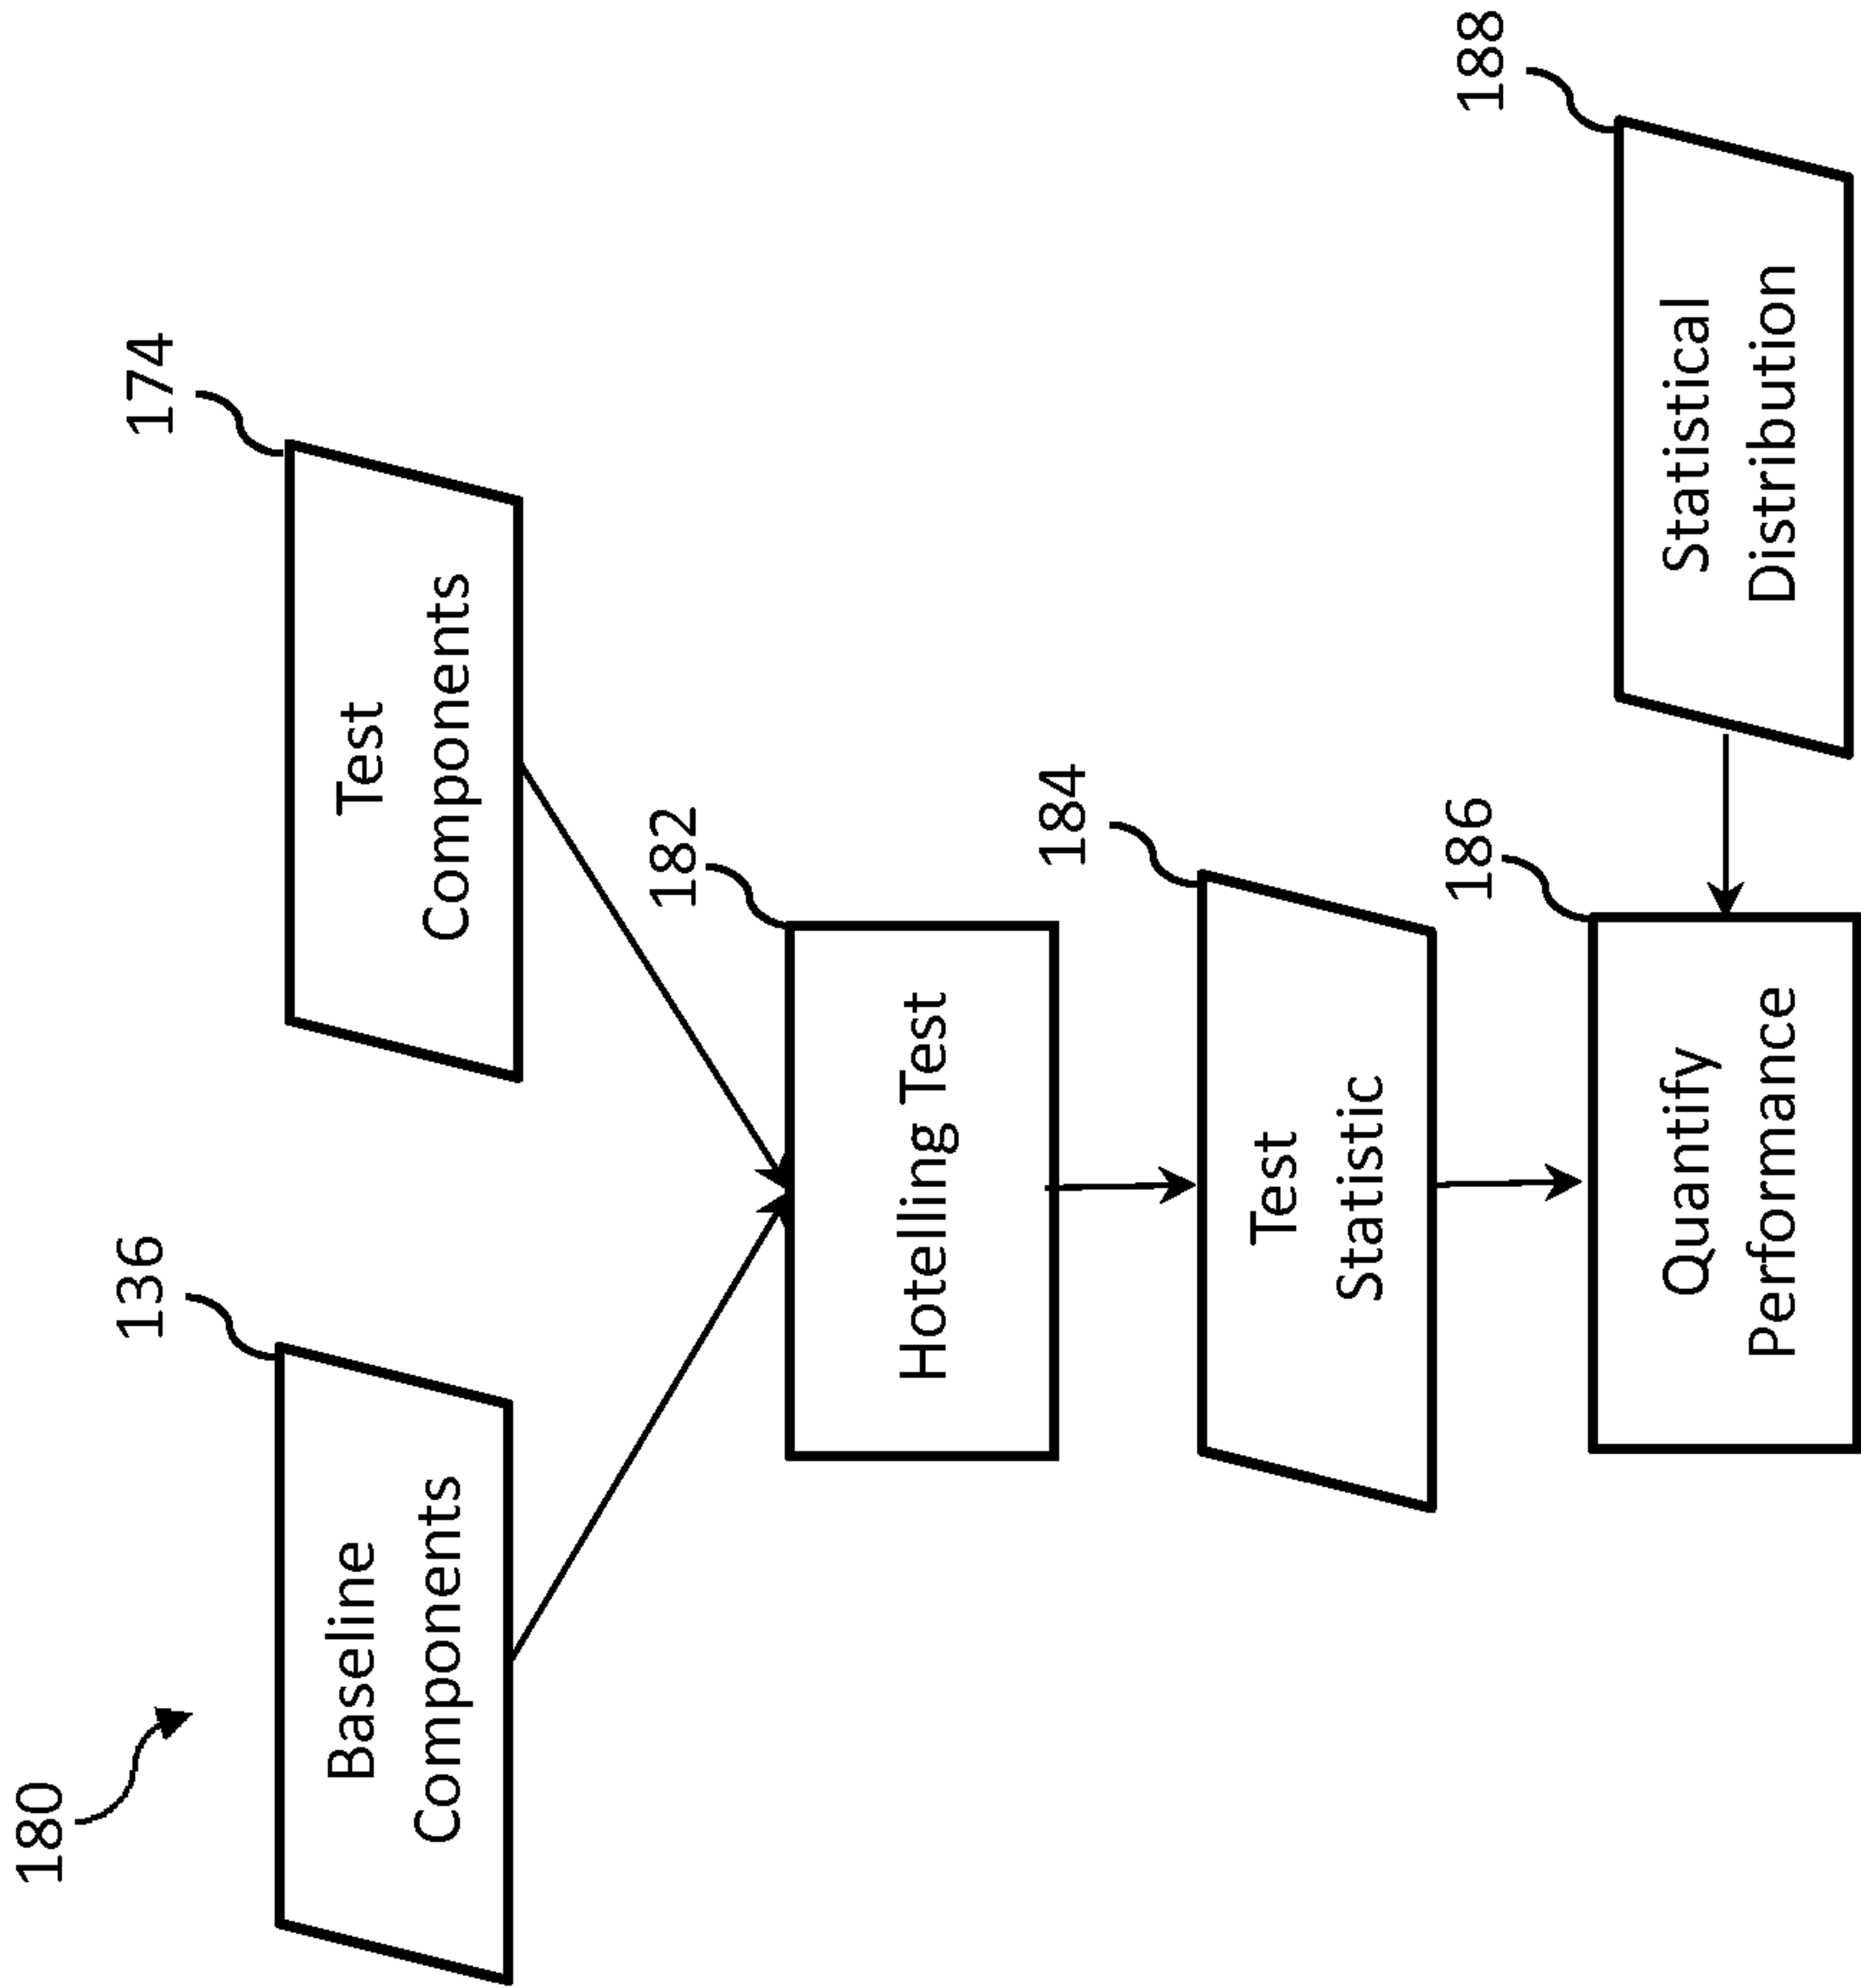 180
136
Baseline
Components
174
Test
Components
182
Hotelling Test
184
Test
Statistic
186
Quantify
Performance
188
Statistical
Distribution